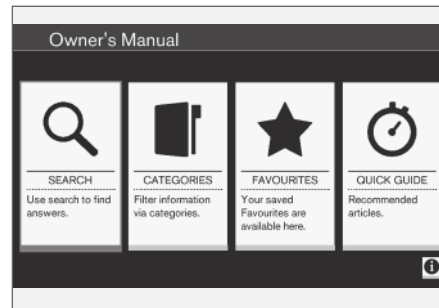 Owner's Manual
SEARCH
Use search to find
answers.
CATEGORIES
Filter information
via categories.
FAVOURITES
Your saved
Favourites are
available here.
QUICK GUIDE
Recommended
articles.